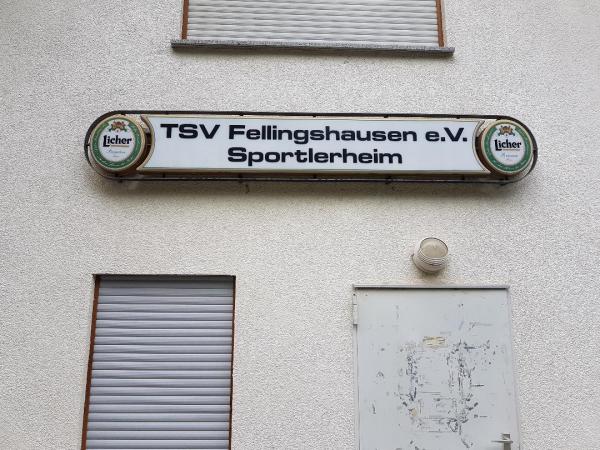 TSV Fellingshausen e.V.
Sportlerheim
Licher
Licher